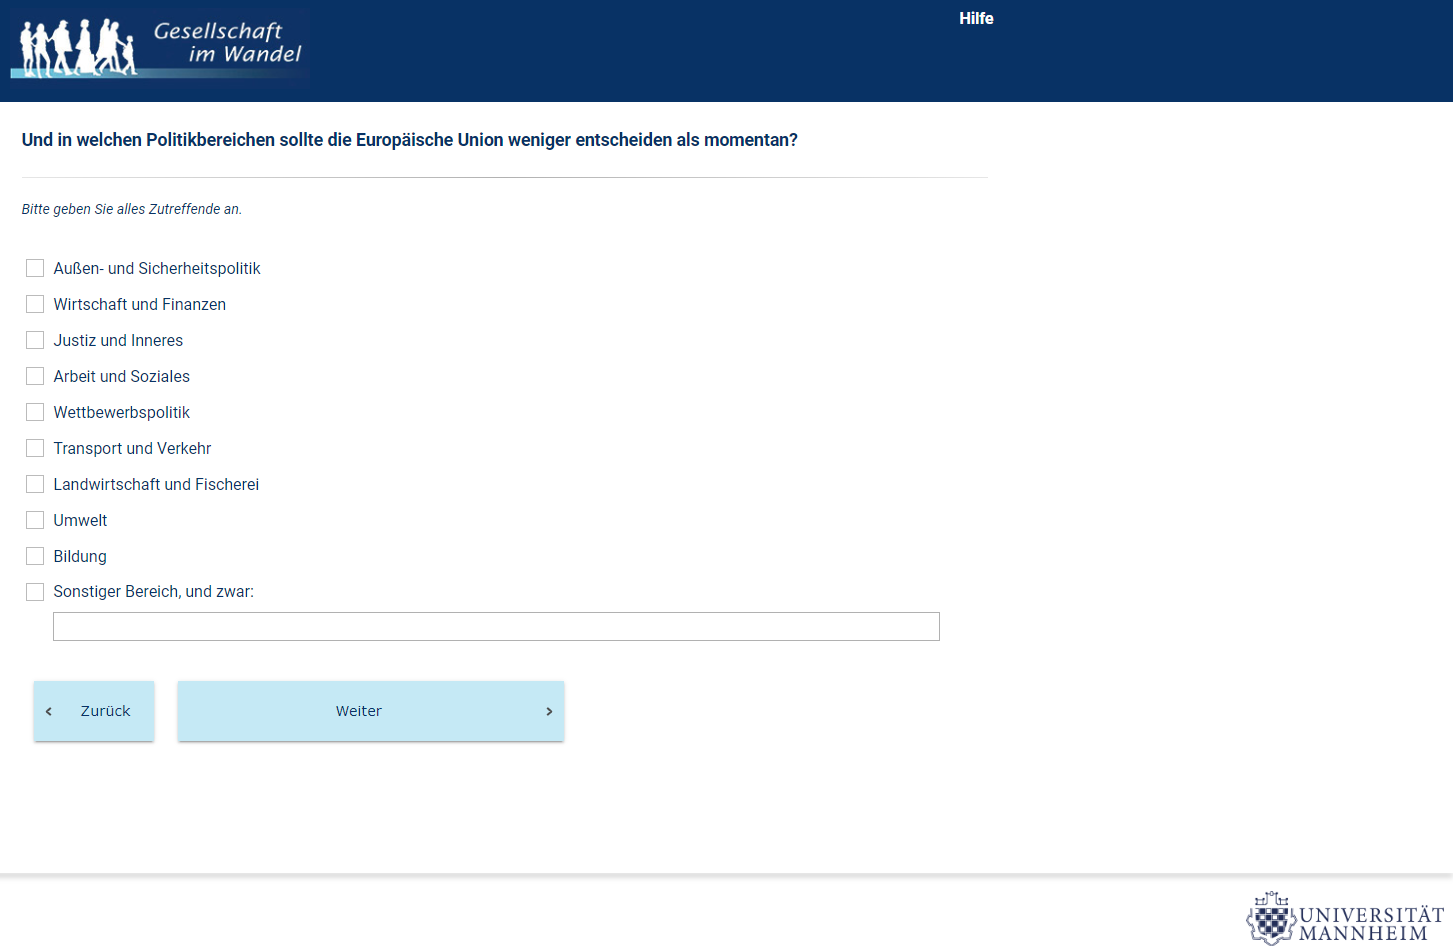 Gesellschaft
im Wandel
Hilfe
Und in welchen Politikbereichen sollte die Europäische Union weniger entscheiden als momentan?
Bitte geben Sie alles Zutreffende an.
Außen- und Sicherheitspolitik
Wirtschaft und Finanzen
Justiz und Inneres
Arbeit und Soziales
Wettbewerbspolitik
Transport und Verkehr
Landwirtschaft und Fischerei
Umwelt
Bildung
Sonstiger Bereich, und zwar:
Zurück
Weiter
UNIVERSITÄT
MANNHEIM